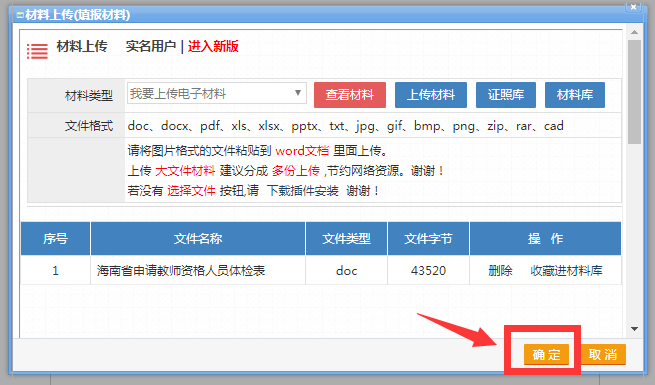 材料上传(填报材料)
材料上传 实名用户 | 进入新版
材料类型 我要上传电子材料 查看材料 上传材料 证照库 材料库
文件格式 doc、docx、pdf、xls、xlsx、pptx、txt、jpg、gif、bmp、png、zip、rar、cad
请将图片格式的文件粘贴到 word文档 里面上传。
上传 大文件材料 建议分成 多份上传 ,节约网络资源。谢谢！
若没有 选择文件 按钮,请 下载插件安装 谢谢！
序号 文件名称 文件类型 文件字节 操 作
1 海南省申请教师资格人员体检表 doc 43520 删除 收藏进材料库
确 定 取 消